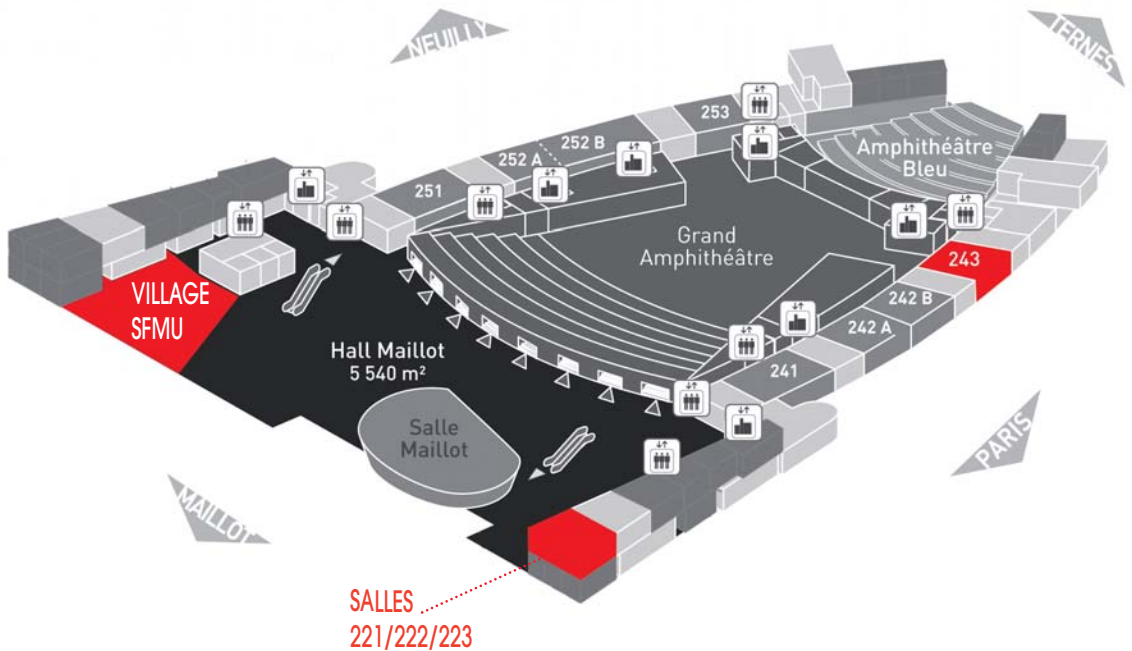 NEUILLY
TERNES
253
252 B
252 A
251
Amphithéâtre
Bleu
Grand
Amphithéâtre
243
242 B
242 A
241
VILLAGE
SFMU
Hall Maillot
5 540 m²
Salle
Maillot
PARIS
MAILLOT
SALLES
221/222/223